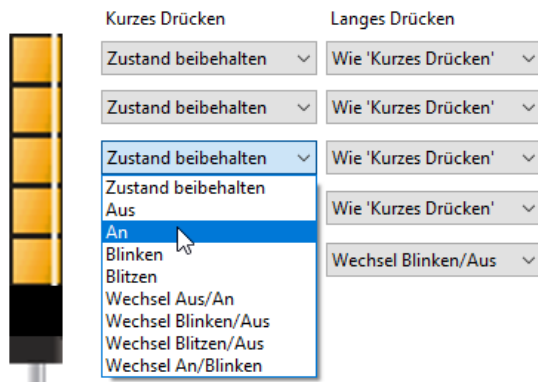 Kurzes Drücken Langes Drücken
Zustand beibehalten Wie 'Kurzes Drücken'
Zustand beibehalten Wie 'Kurzes Drücken'
Zustand beibehalten Wie 'Kurzes Drücken'
Zustand beibehalten
Aus Wie 'Kurzes Drücken'
An
Blinken Wechsel Blinken/Aus
Blitzen
Wechsel Aus/An
Wechsel Blinken/Aus
Wechsel Blitzen/Aus
Wechsel An/Blinken